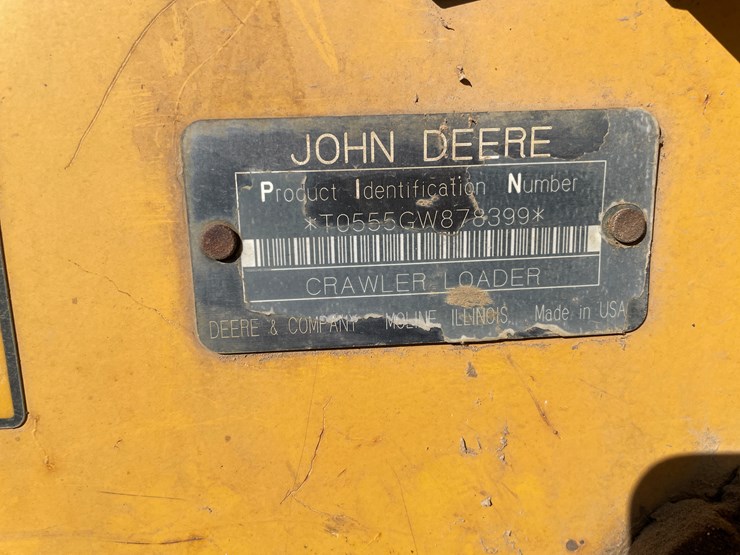 JOHN DEERE
Product Identification Number
*T0555GW878399*
CRAWLER LOADER
DEERE & COMPANY MOLINE, ILLINOIS, Made in USA